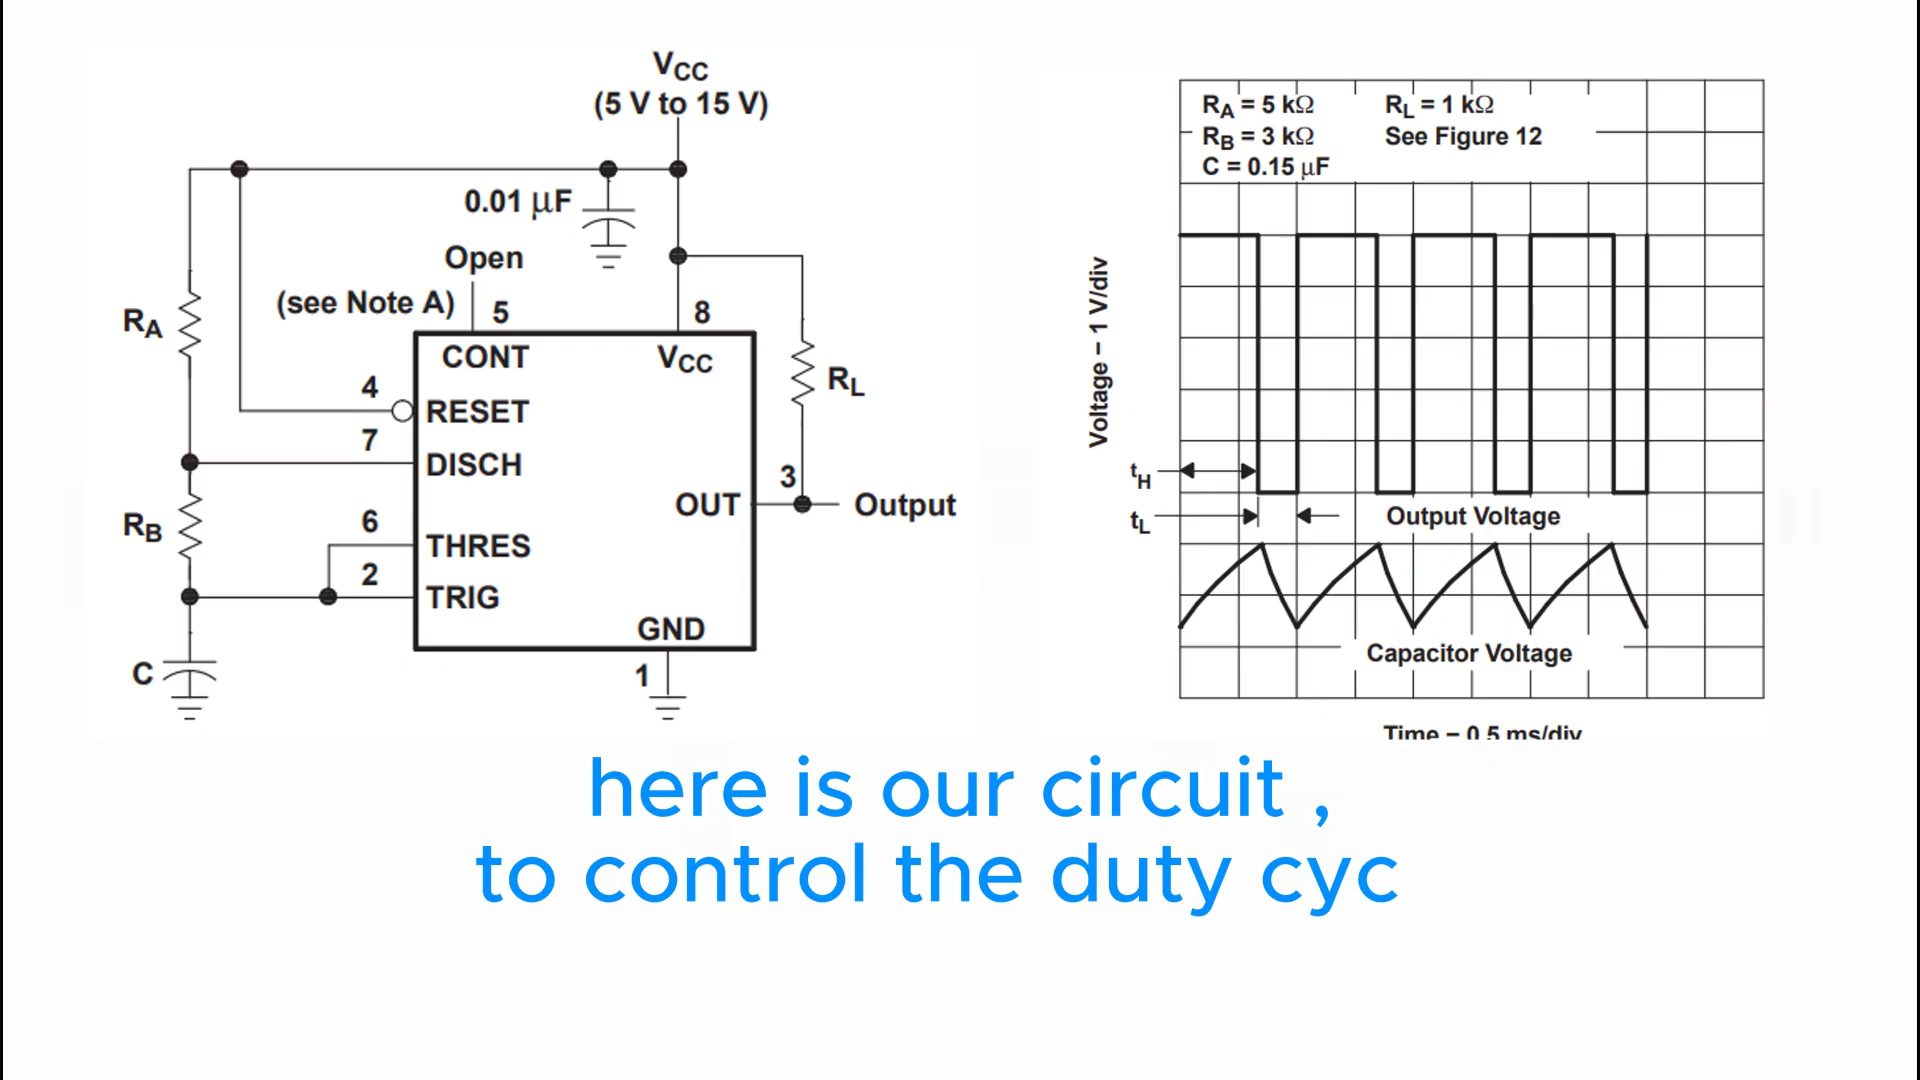 VCC
(5 V to 15 V)
0.01 μF
Open
(see Note A)
5
8
RA
CONT
VCC
RL
4
RESET
7
DISCH
3
OUT
Output
RB
6
THRES
2
TRIG
GND
C
1
RA = 5 kΩ
RL = 1 kΩ
RB = 3 kΩ
See Figure 12
C = 0.15 μF
Voltage – 1 V/div
tH
tL
Output Voltage
Capacitor Voltage
Time – 0.5 ms/div
here is our circuit ,
to control the duty cyc